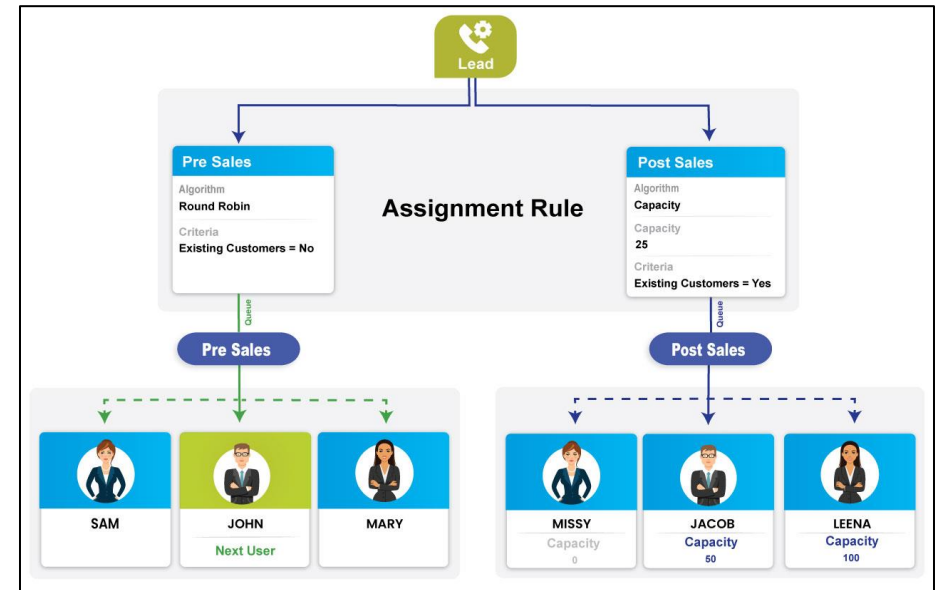 Lead
Pre Sales
Algorithm
Round Robin
Criteria
Existing Customers = No
Assignment Rule
Post Sales
Algorithm
Capacity
Capacity
25
Criteria
Existing Customers = Yes
Queue
Queue
Pre Sales
Post Sales
SAM
JOHN
Next User
MARY
MISSY
Capacity
0
JACOB
Capacity
50
LEENA
Capacity
100